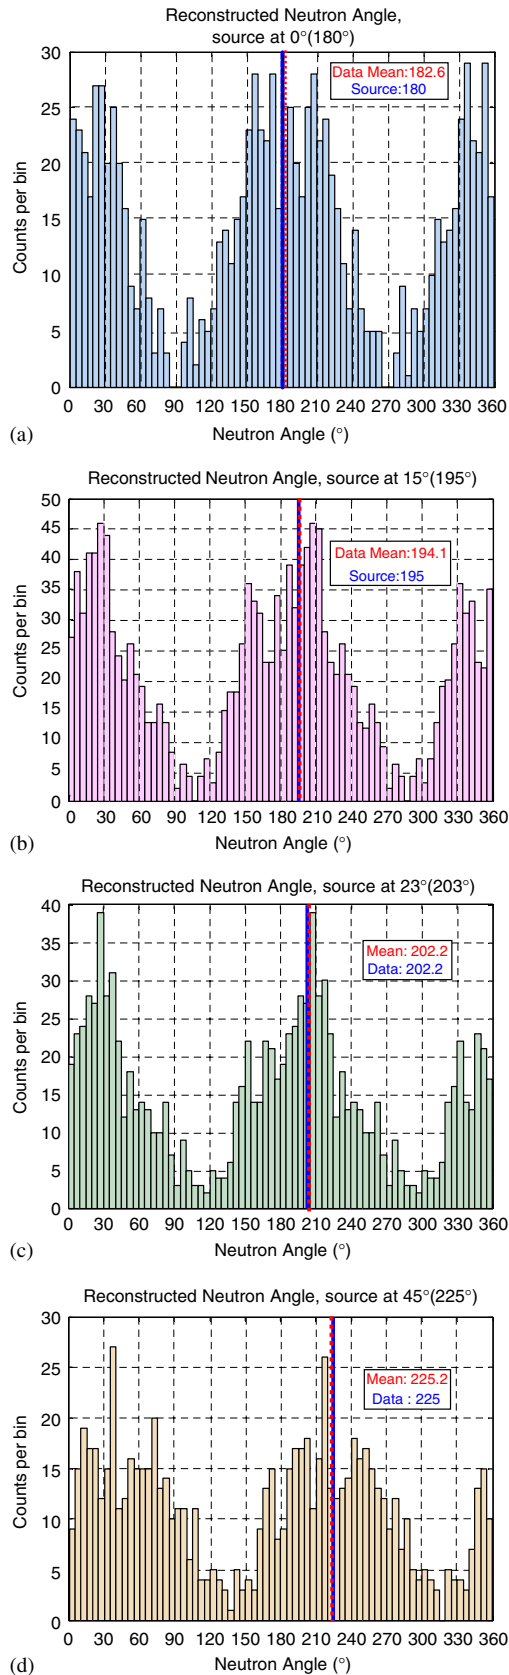 Reconstructed Neutron Angle,
source at 0°(180°)
30
25
20
15
10
5
0
Counts per bin
Data Mean:182.6
Source:180
0 30 60 90 120 150 180 210 240 270 300 330 360
(a)
Neutron Angle (°)
Reconstructed Neutron Angle, source at 15°(195°)
50
45
40
35
30
25
20
15
10
5
0
Counts per bin
Data Mean:194.1
Source:195
0 30 60 90 120 150 180 210 240 270 300 330 360
(b)
Neutron Angle (°)
Reconstructed Neutron Angle, source at 23°(203°)
40
35
30
25
20
15
10
5
0
Counts per bin
Mean: 202.2
Data: 202.2
0 30 60 90 120 150 180 210 240 270 300 330 360
(c)
Neutron Angle (°)
Reconstructed Neutron Angle, source at 45°(225°)
30
25
20
15
10
5
0
Counts per bin
Mean: 225.2
Data : 225
0 30 60 90 120 150 180 210 240 270 300 330 360
(d)
Neutron Angle (°)